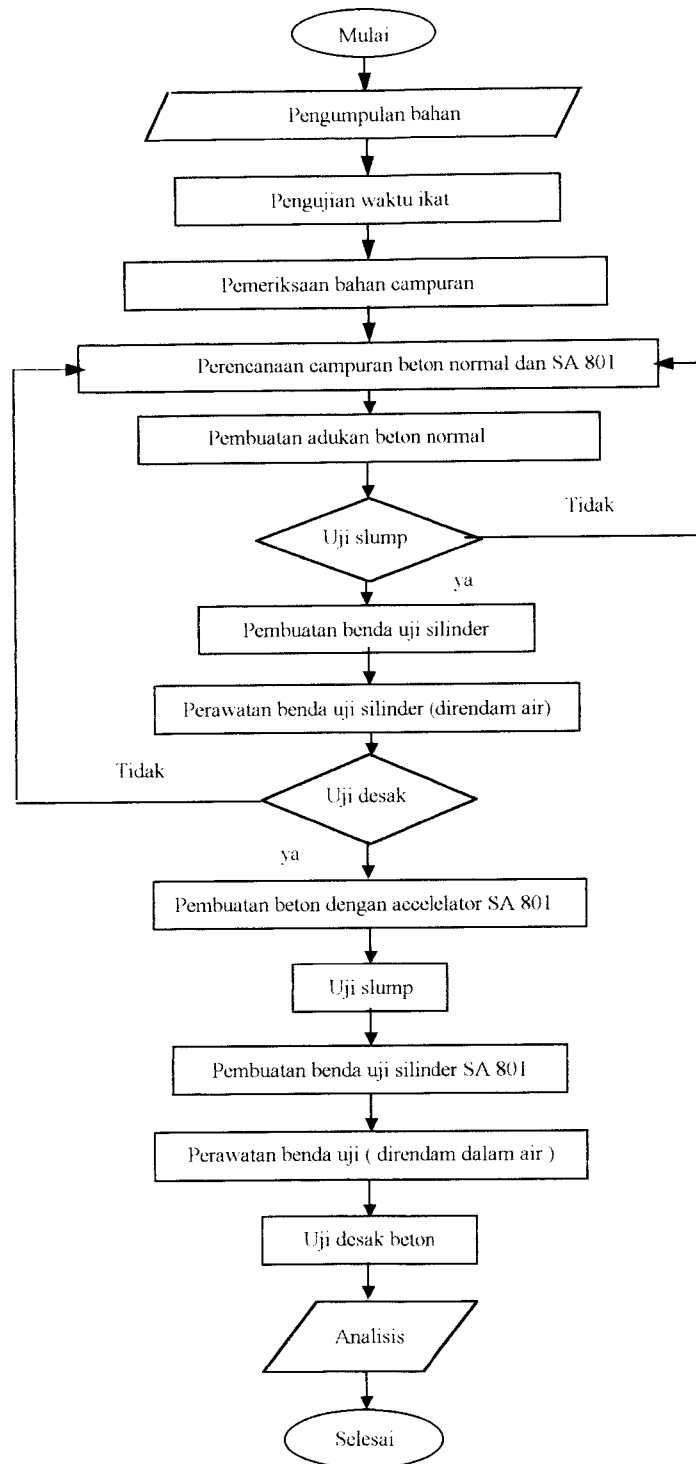 Mulai
Pengumpulan bahan
Pengujian waktu ikat
Pemeriksaan bahan campuran
Perencanaan campuran beton normal dan SA 801
Pembuatan adukan beton normal
Uji slump
Tidak
ya
Pembuatan benda uji silinder
Perawatan benda uji silinder (direndam air)
Tidak
Uji desak
ya
Pembuatan beton dengan accelelator SA 801
Uji slump
Pembuatan benda uji silinder SA 801
Perawatan benda uji ( direndam dalam air )
Uji desak beton
Analisis
Selesai